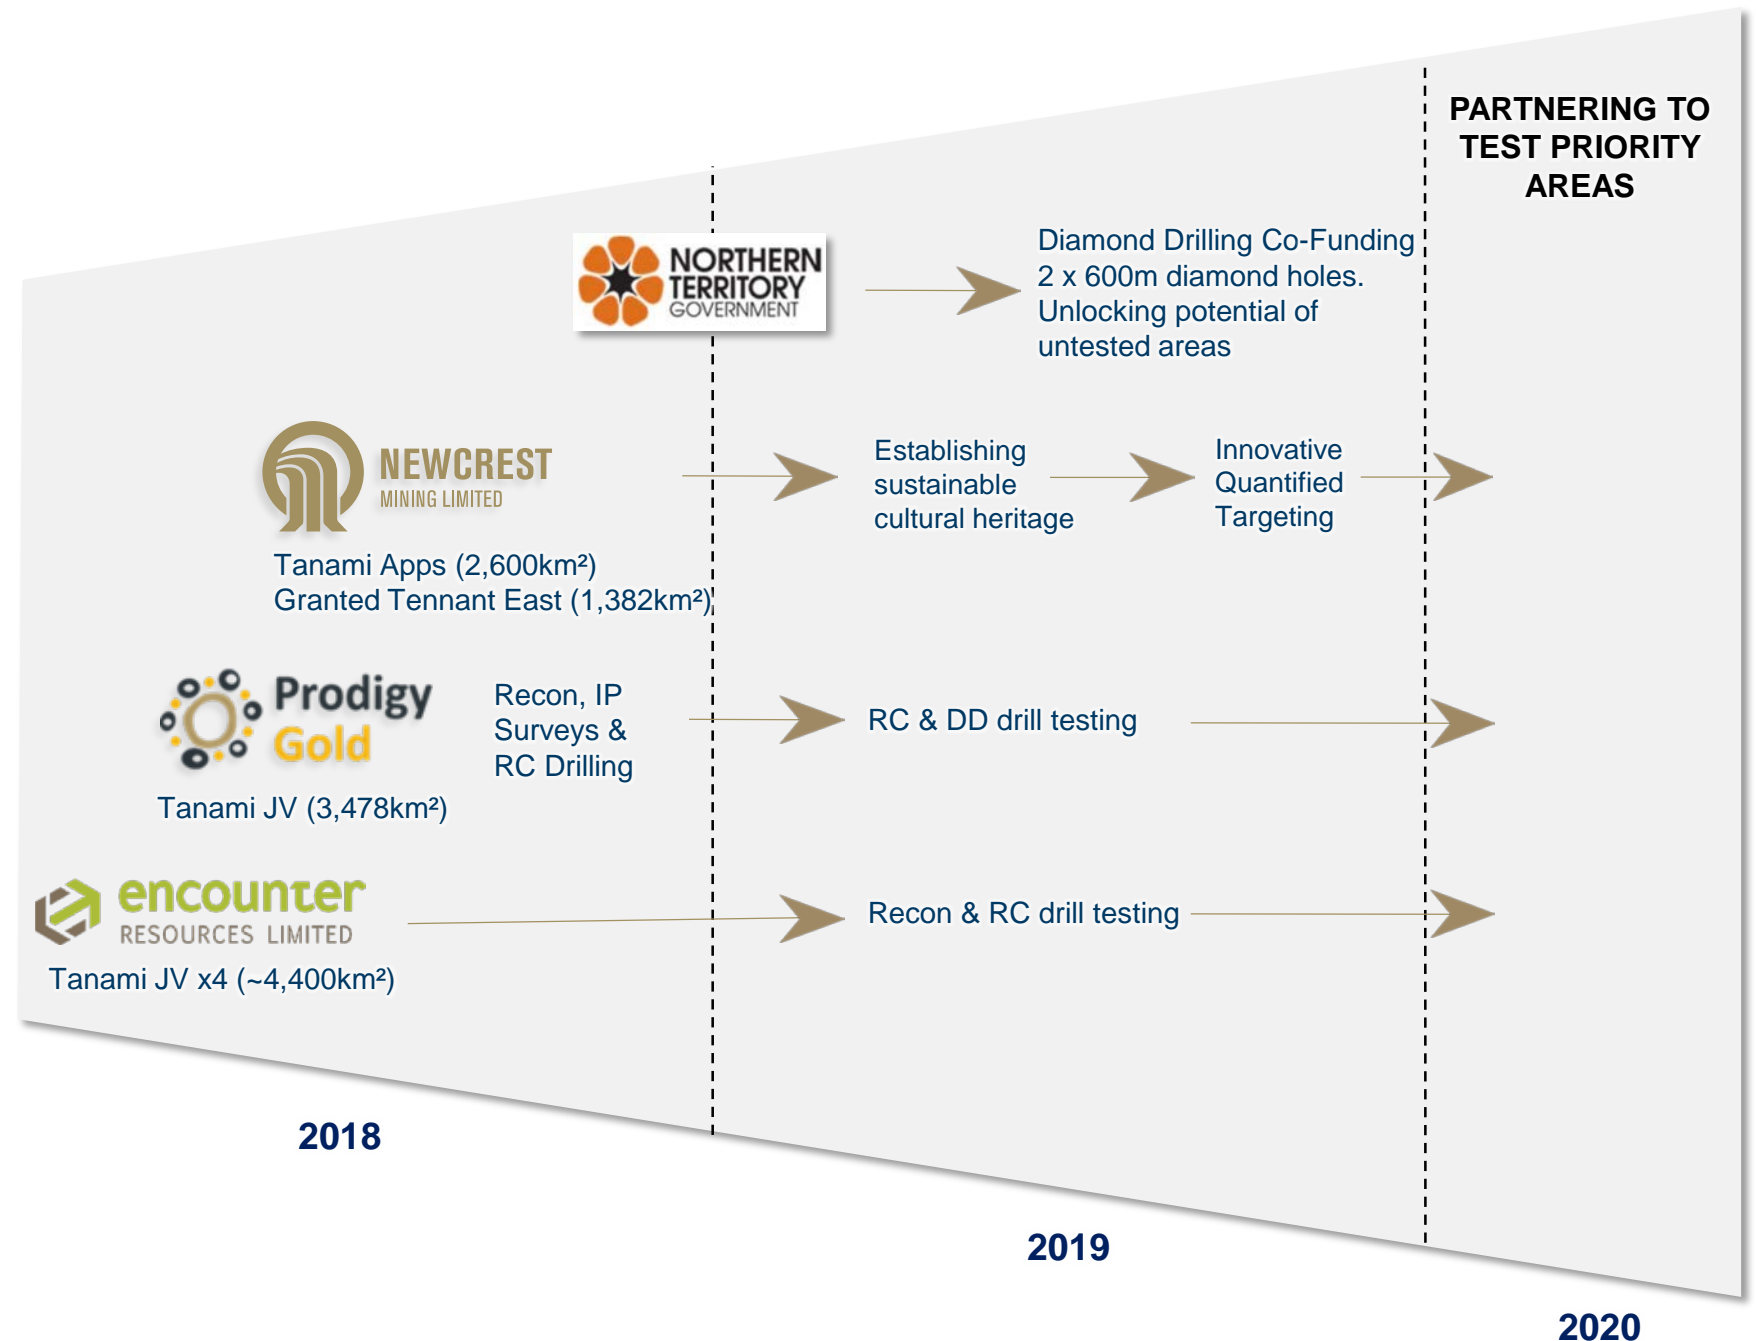 PARTNERING TO
TEST PRIORITY
AREAS
NORTHERN
TERRITORY
GOVERNMENT
Diamond Drilling Co-Funding
2 x 600m diamond holes.
Unlocking potential of
untested areas
NEWCREST
MINING LIMITED
Tanami Apps (2,600km²)
Granted Tennant East (1,382km²)
Establishing
sustainable
cultural heritage
Innovative
Quantified
Targeting
Prodigy
Gold
Tanami JV (3,478km²)
Recon, IP
Surveys &
RC Drilling
RC & DD drill testing
encounter
RESOURCES LIMITED
Tanami JV x4 (~4,400km²)
Recon & RC drill testing
2018
2019
2020